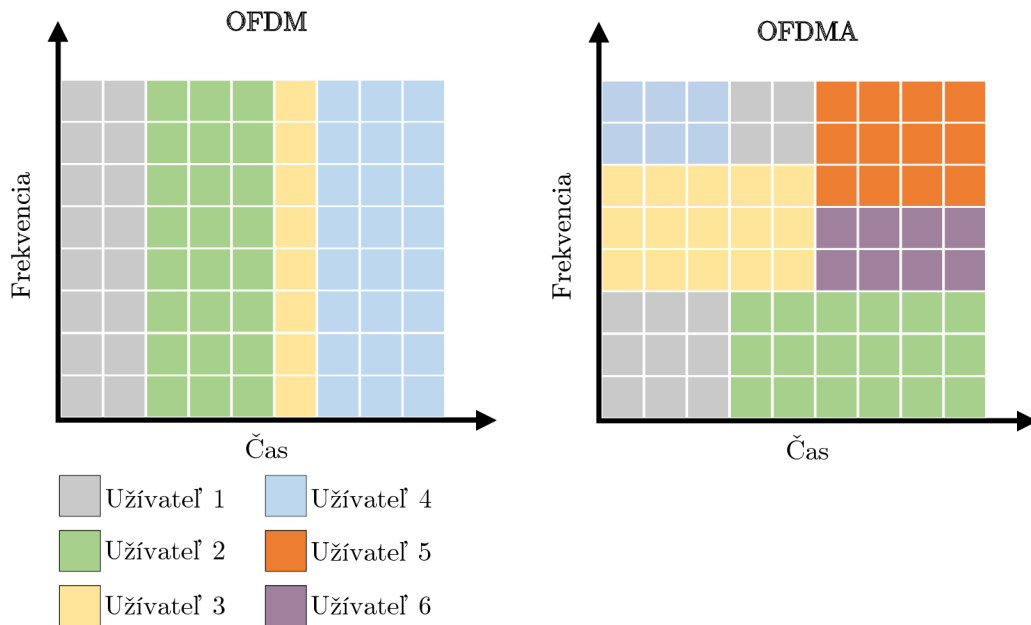 OFDM
Frekvencia
Čas
OFDMA
Frekvencia
Čas
Užívateľ 1
Užívateľ 2
Užívateľ 3
Užívateľ 4
Užívateľ 5
Užívateľ 6